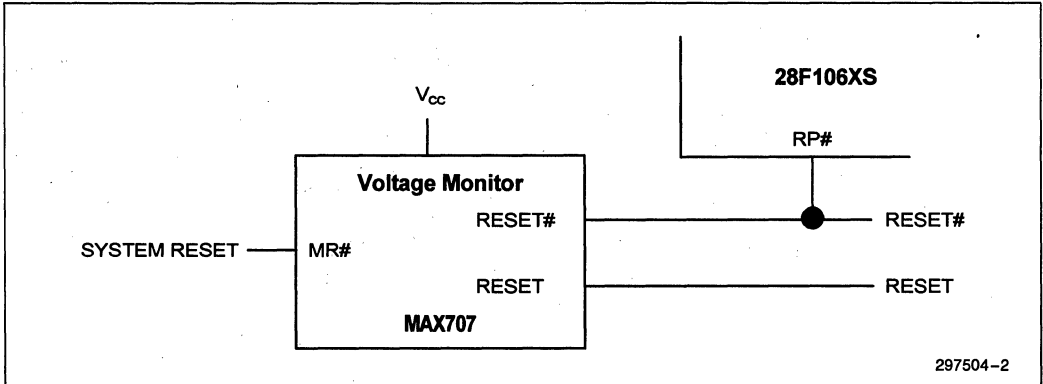 28F106XS
RP#
Vcc
Voltage Monitor
RESET#
RESET#
SYSTEM RESET
MR#
RESET
RESET
MAX707
297504-2